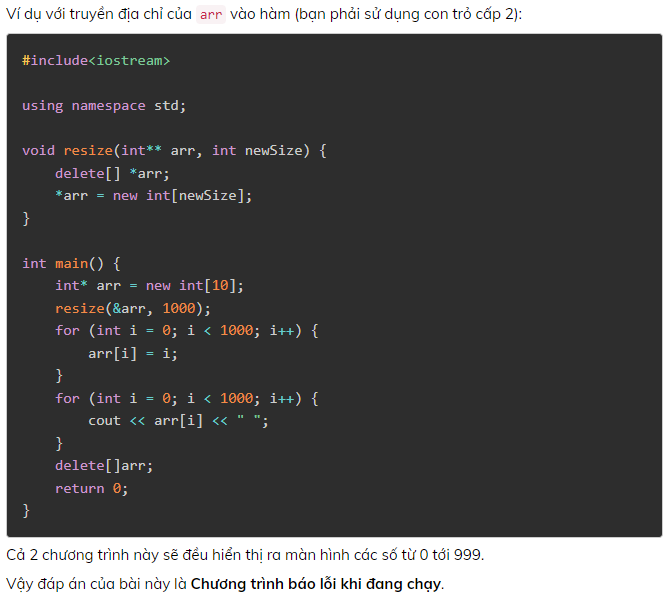 Ví dụ với truyền địa chỉ của arr vào hàm (bạn phải sử dụng con trỏ cấp 2):
#include<iostream>
using namespace std;
void resize(int** arr, int newSize) {
    delete[] *arr;
    *arr = new int[newSize];
}
int main() {
    int* arr = new int[10];
    resize(&arr, 1000);
    for (int i = 0; i < 1000; i++) {
        arr[i] = i;
    }
    for (int i = 0; i < 1000; i++) {
        cout << arr[i] << " ";
    }
    delete[]arr;
    return 0;
}
Cả 2 chương trình này sẽ đều hiển thị ra màn hình các số từ 0 tới 999.
Vậy đáp án của bài này là Chương trình báo lỗi khi đang chạy.